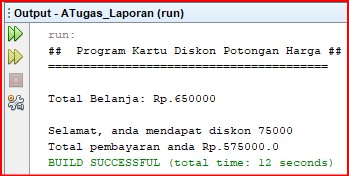 Output - ATugas_Laporan (run)
run:
##  Program Kartu Diskon Potongan Harga ##
========================================
Total Belanja: Rp.650000
Selamat, anda mendapat diskon 75000
Total pembayaran anda Rp.575000.0
BUILD SUCCESSFUL (total time: 12 seconds)